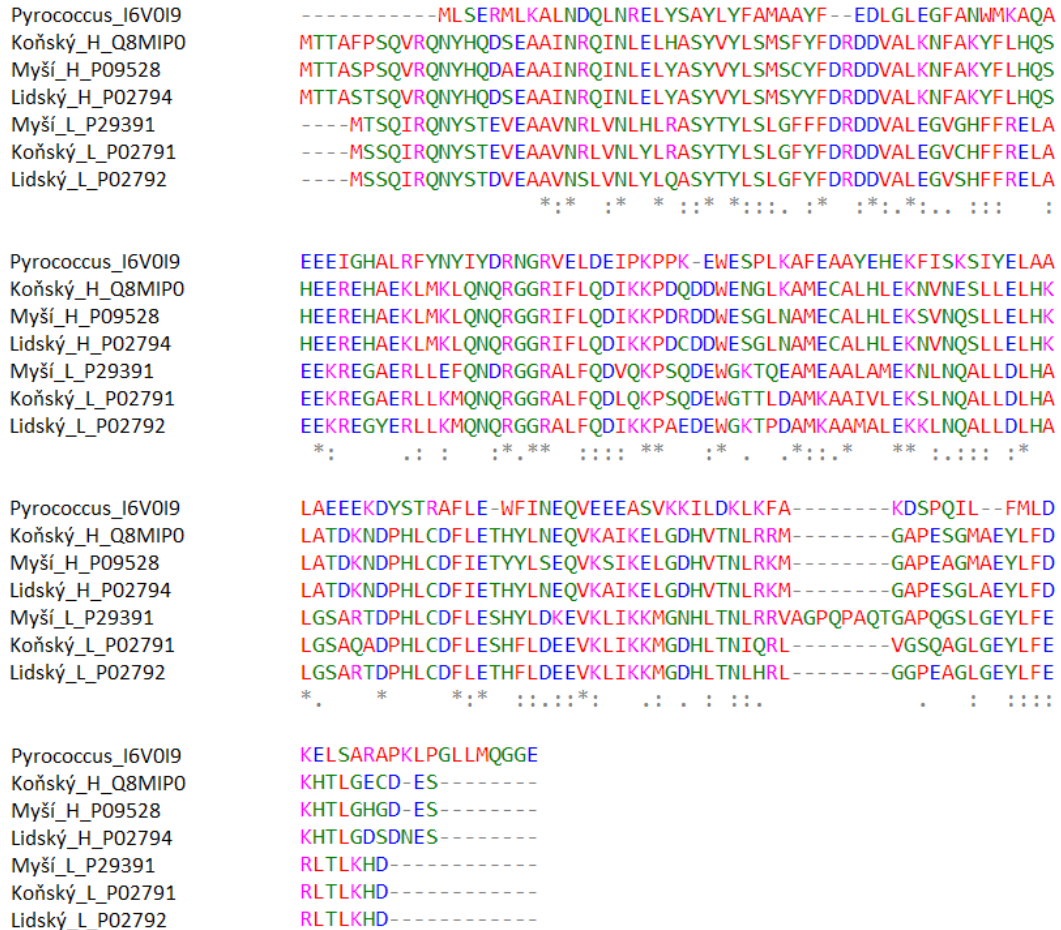 Pyrococcus_I6V0I9 -----------MLSERMLKALNDQLNRELYSAYLYFAMAAYF--EDLGLEGFANWMKAQA
Koňský_H_Q8MIP0 MTTAFPSQVRQNYHQDSEAAINRQINLELHASYVYLSMSFYFDRDDVALKNFAKYFLHQS
Myší_H_P09528 MTTASPSQVRQNYHQDAEAAINRQINLELYASYVYLSMSCYFDRDDVALKNFAKYFLHQS
Lidský_H_P02794 MTTASTSQVRQNYHQDSEAAINRQINLELYASYVYLSMSYYFDRDDVALKNFAKYFLHQS
Myší_L_P29391 ----MTSQIRQNYSTEVEAAVNRLVNLHLRASYTYLSLGFFFDRDDVALEGVGHFFRELA
Koňský_L_P02791 ----MSSQIRQNYSTEVEAAVNRLVNLYLRASYTYLSLGFYFDRDDVALEGVCHFFRELA
Lidský_L_P02792 ----MSSQIRQNYSTDVEAAVNSLVNLYLQASYTYLSLGFYFDRDDVALEGVSHFFRELA
*:* :* * ::* *:::. :* :*:.*:.. ::: :
Pyrococcus_I6V0I9 EEEIGHALRFYNYIYDRNGRVELDEIPKPPK-EWESPLKAFEAAYEHEKFISKSIYELAA
Koňský_H_Q8MIP0 HEEREHAEKLMKLQNQRGGRIFLQDIKKPDQDDWENGLKAMECALHLEKNVNESLLELHK
Myší_H_P09528 HEEREHAEKLMKLQNQRGGRIFLQDIKKPDRDDWESGLNAMECALHLEKSVNQSLLELHK
Lidský_H_P02794 HEEREHAEKLMKLQNQRGGRIFLQDIKKPDCDDWESGLNAMECALHLEKNVNQSLLELHK
Myší_L_P29391 EEKREGAERLLEFQNDRGGRALFQDVQKPSQDEWGKTQEAMEAALAMEKNLNQALLDLHA
Koňský_L_P02791 EEKREGAERLLKMQNQRGGRALFQDLQKPSQDEWGTTLDAMKAAIVLEKSLNQALLDLHA
Lidský_L_P02792 EEKREGYERLLKMQNQRGGRALFQDIKKPAEDEWGKTPDAMKAAMALEKKLNQALLDLHA
*: .: : :*.** :::: ** :* . .*::.* ** :.::: :*
Pyrococcus_I6V0I9 LAEEEKDYSTRAFLE-WFINEQVEEEASVKKILDKLKFA--------KDSPQIL--FMLD
Koňský_H_Q8MIP0 LATDKNDPHLCDFLETHYLNEQVKAIKELGDHVTNLRRM--------GAPESGMAEYLFD
Myší_H_P09528 LATDKNDPHLCDFIETYYLSEQVKSIKELGDHVTNLRKM--------GAPEAGMAEYLFD
Lidský_H_P02794 LATDKNDPHLCDFIETHYLNEQVKAIKELGDHVTNLRKM--------GAPESGLAEYLFD
Myší_L_P29391 LGSARTDPHLCDFLESHYLDKEVKLIKKMGNHLTNLRRVAGPQPAQTGAPQGSLGEYLFE
Koňský_L_P02791 LGSAQADPHLCDFLESHFLDEEVKLIKKMGDHLTNIQRL--------VGSQAGLGEYLFE
Lidský_L_P02792 LGSARTDPHLCDFLETHFLDEEVKLIKKMGDHLTNLHRL--------GGPEAGLGEYLFE
*. * *:* ::.::*: .: . : ::. . : ::::
Pyrococcus_I6V0I9 KELSARAPKLPGLLMQGGE
Koňský_H_Q8MIP0 KHTLGECD-ES--------
Myší_H_P09528 KHTLGHGD-ES--------
Lidský_H_P02794 KHTLGDSDNES--------
Myší_L_P29391 RLTLKHD------------
Koňský_L_P02791 RLTLKHD------------
Lidský_L_P02792 RLTLKHD------------